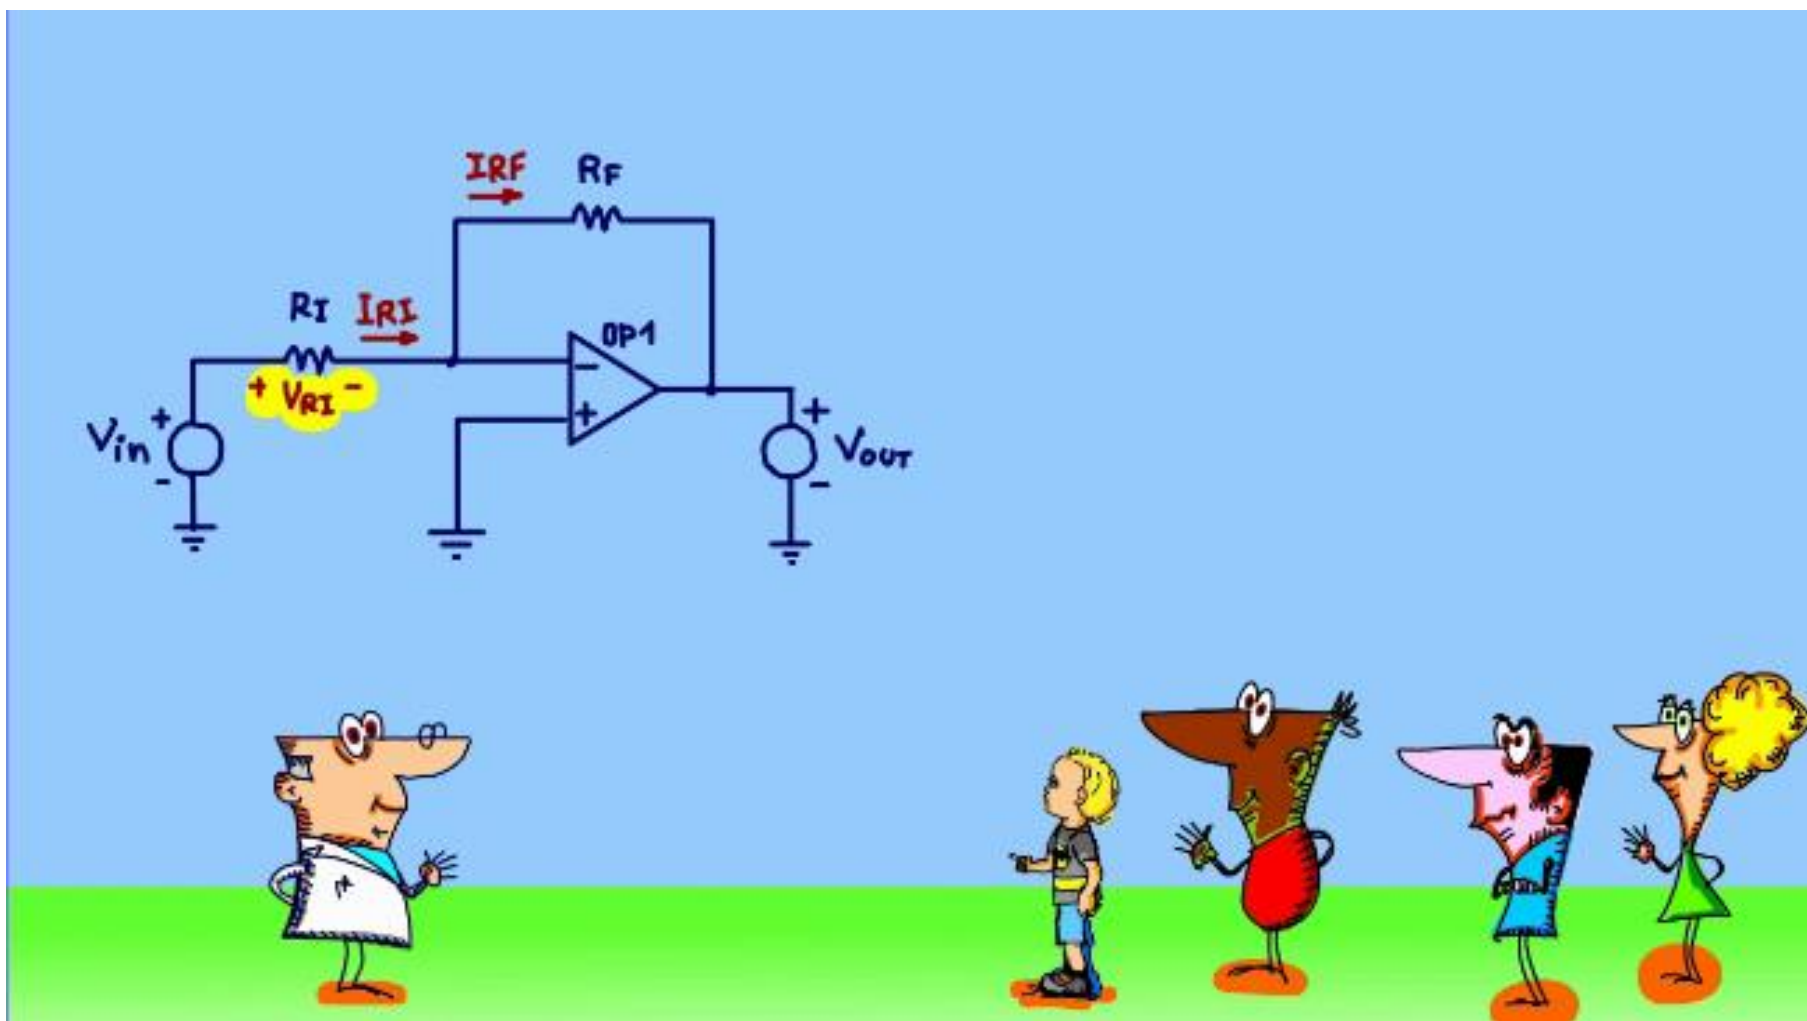 IRF
RF
RI
IRI
OP1
+ VRI -
-
+
+
Vin
-
+
VOUT
-